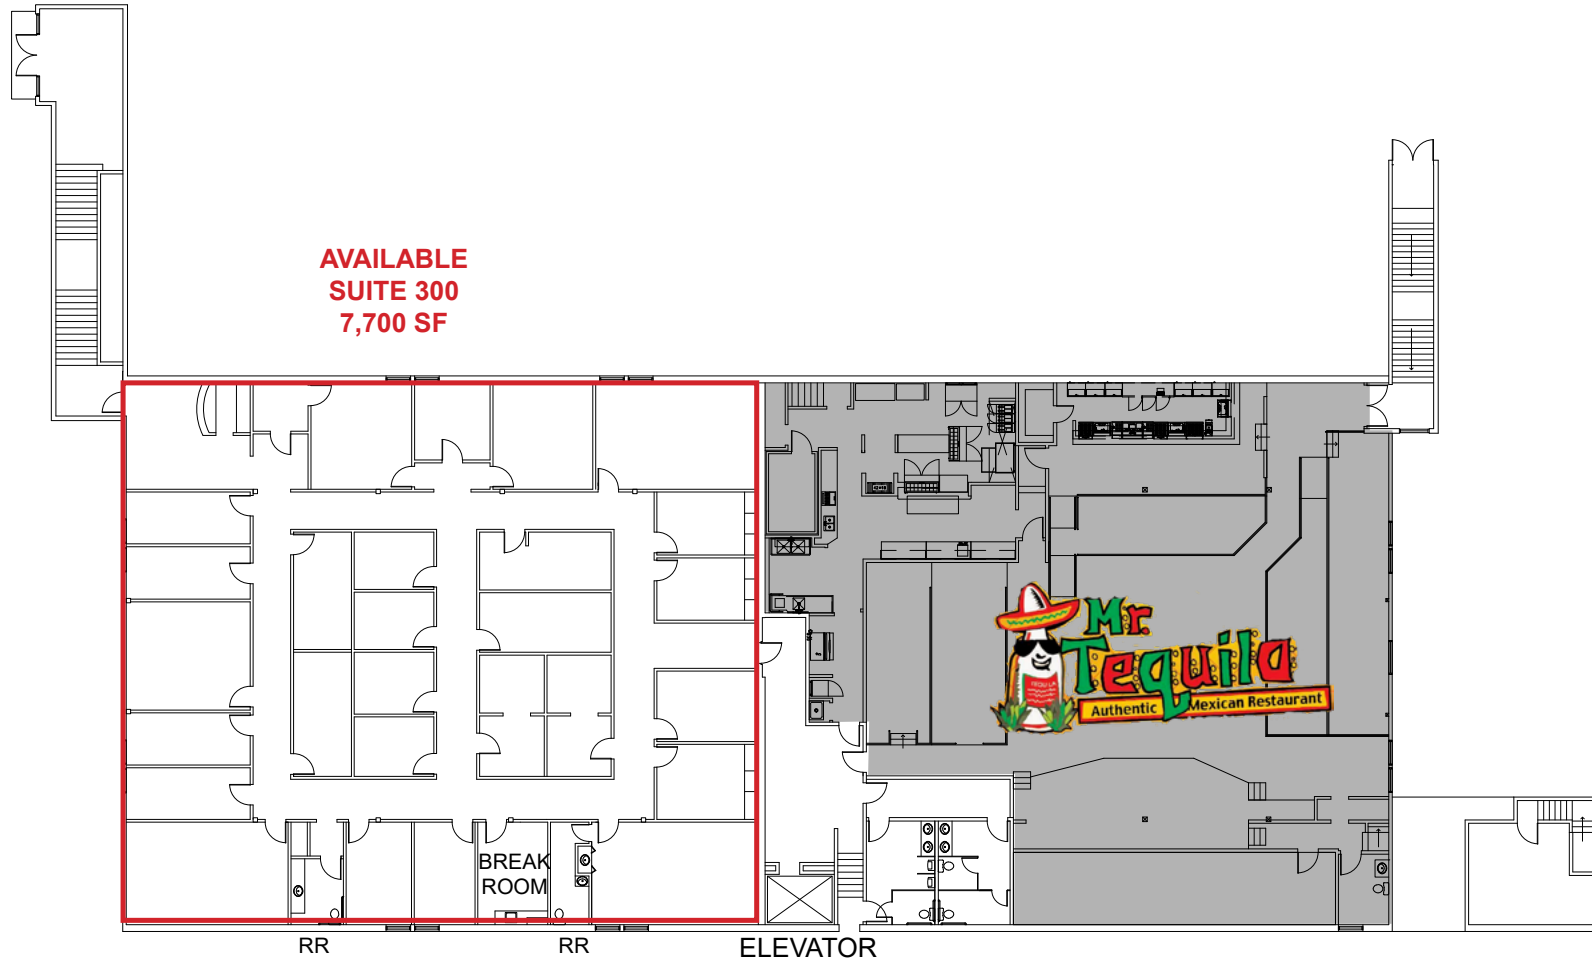 AVAILABLE
SUITE 300
7,700 SF
Mr.
Tequila
Authentic Mexican Restaurant
BREAK
ROOM
RR
RR
ELEVATOR